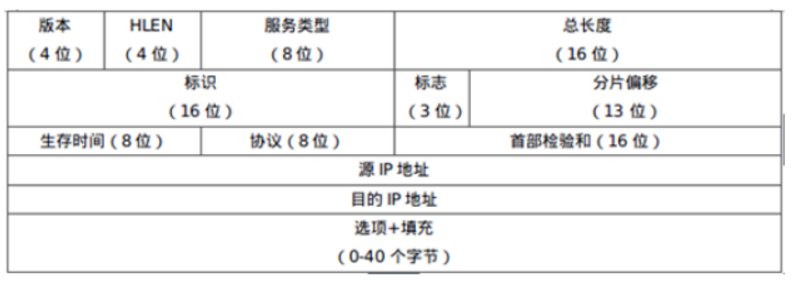 版本 HLEN 服务类型 总长度
(4 位) (4 位) (8 位) (16 位)
标识 标志 分片偏移
(16 位) (3 位) (13 位)
生存时间(8 位) 协议(8 位) 首部检验和(16 位)
源 IP 地址
目的 IP 地址
选项+填充
(0-40 个字节)